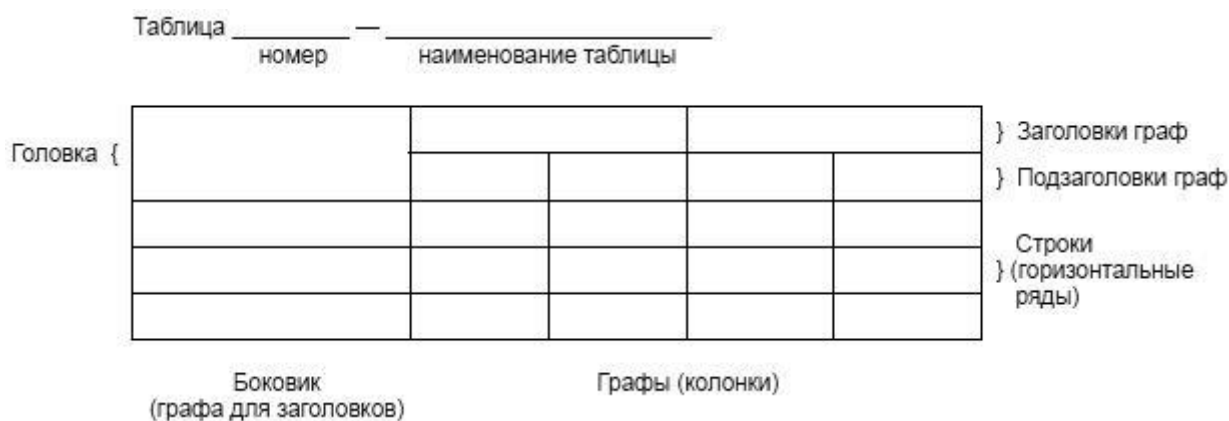 Таблица ________ — ______________________
номер наименование таблицы
Головка {
} Заголовки граф
} Подзаголовки граф
Строки
} (горизонтальные
ряды)
Боковик
(графа для заголовков)
Графы (колонки)